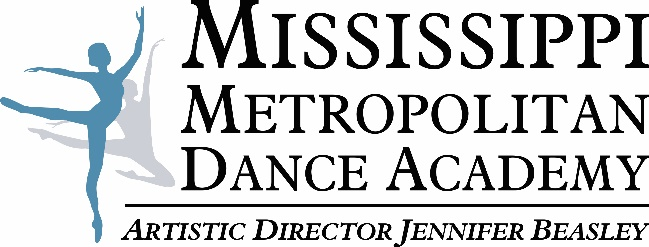 MISSISSIPPI
METROPOLITAN
DANCE ACADEMY
ARTISTIC DIRECTOR JENNIFER BEASLEY